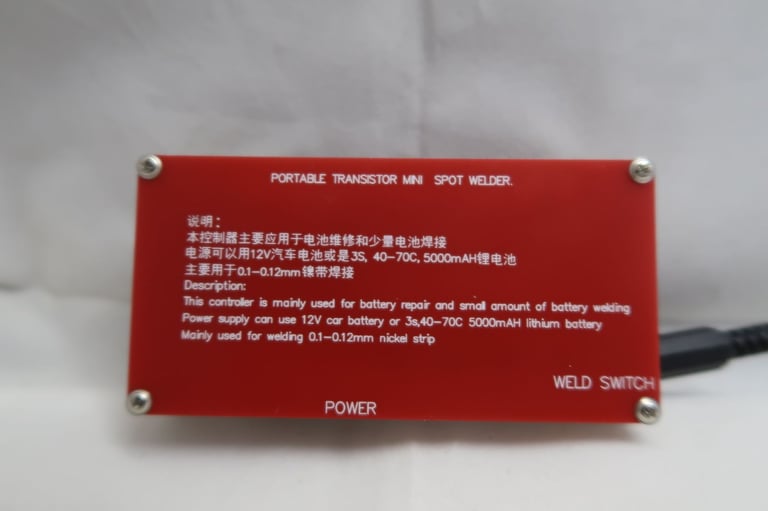 PORTABLE TRANSISTOR MINI SPOT WELDER.
说明：
本控制器主要应用于电池维修和少量电池焊接
电源可以用12V汽车电池或是3S, 40-70C, 5000mAH锂电池
主要用于0.1-0.12mm镍带焊接
Description:
This controller is mainly used for battery repair and small amount of battery welding
Power supply can use 12V car battery or 3s,40-70C 5000mAH lithium battery
Mainly used for welding 0.1-0.12mm nickel strip
WELD SWITCH
POWER